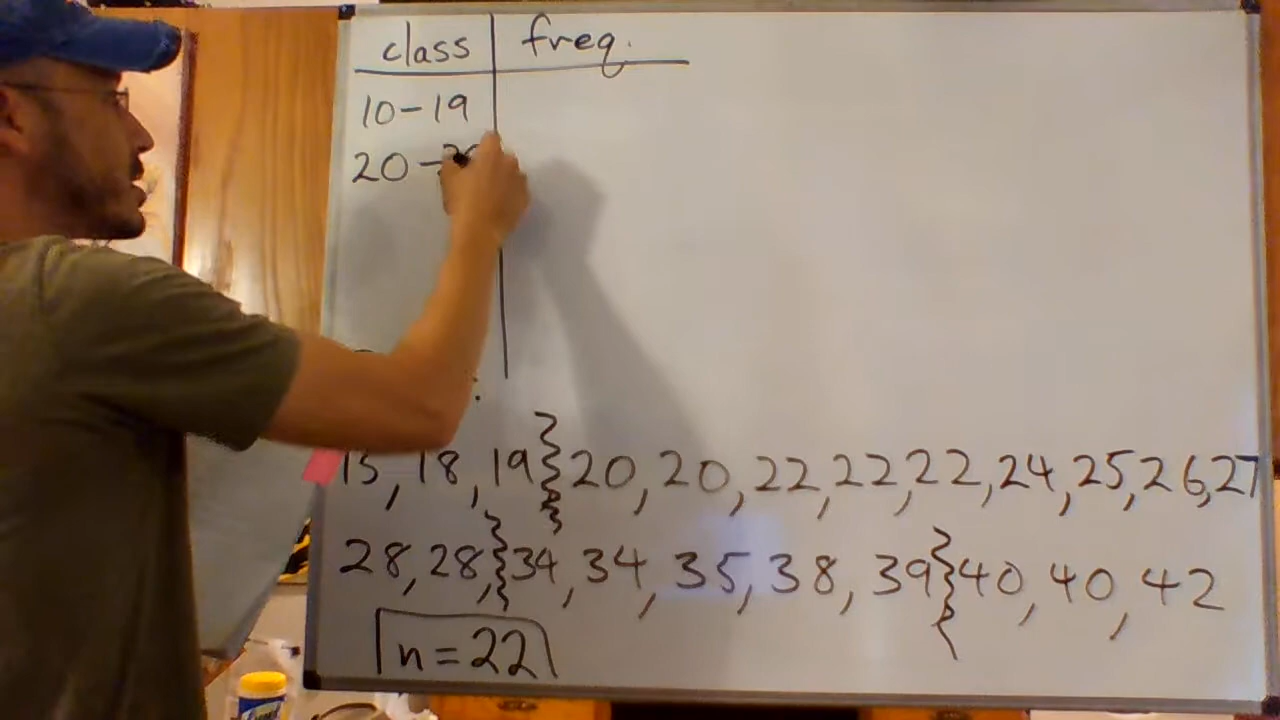 class freq.
10-19
20-
15, 18, 19 20, 20, 22, 22, 22, 24, 25, 26, 27
28, 28, 34, 34, 35, 38, 39 40, 40, 42
n=22